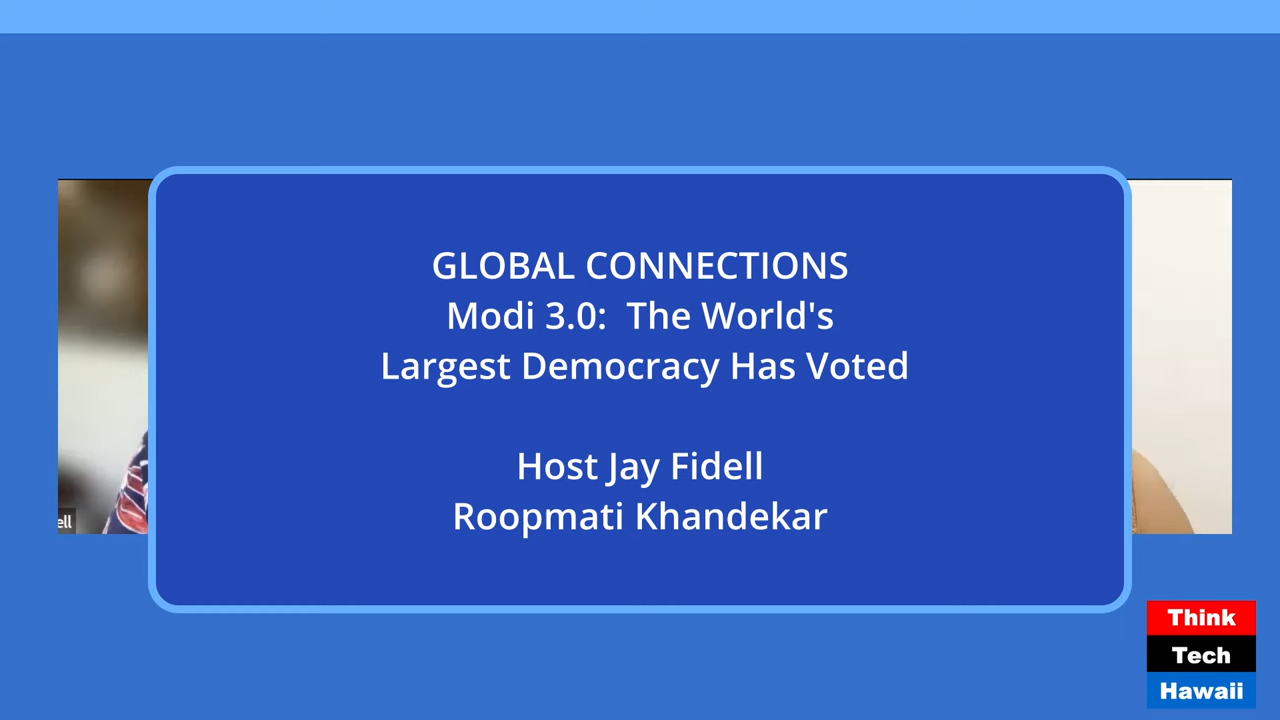 GLOBAL CONNECTIONS
Modi 3.0:  The World's
Largest Democracy Has Voted
Host Jay Fidell
Roopmati Khandekar
ell
Think
Tech
Hawaii